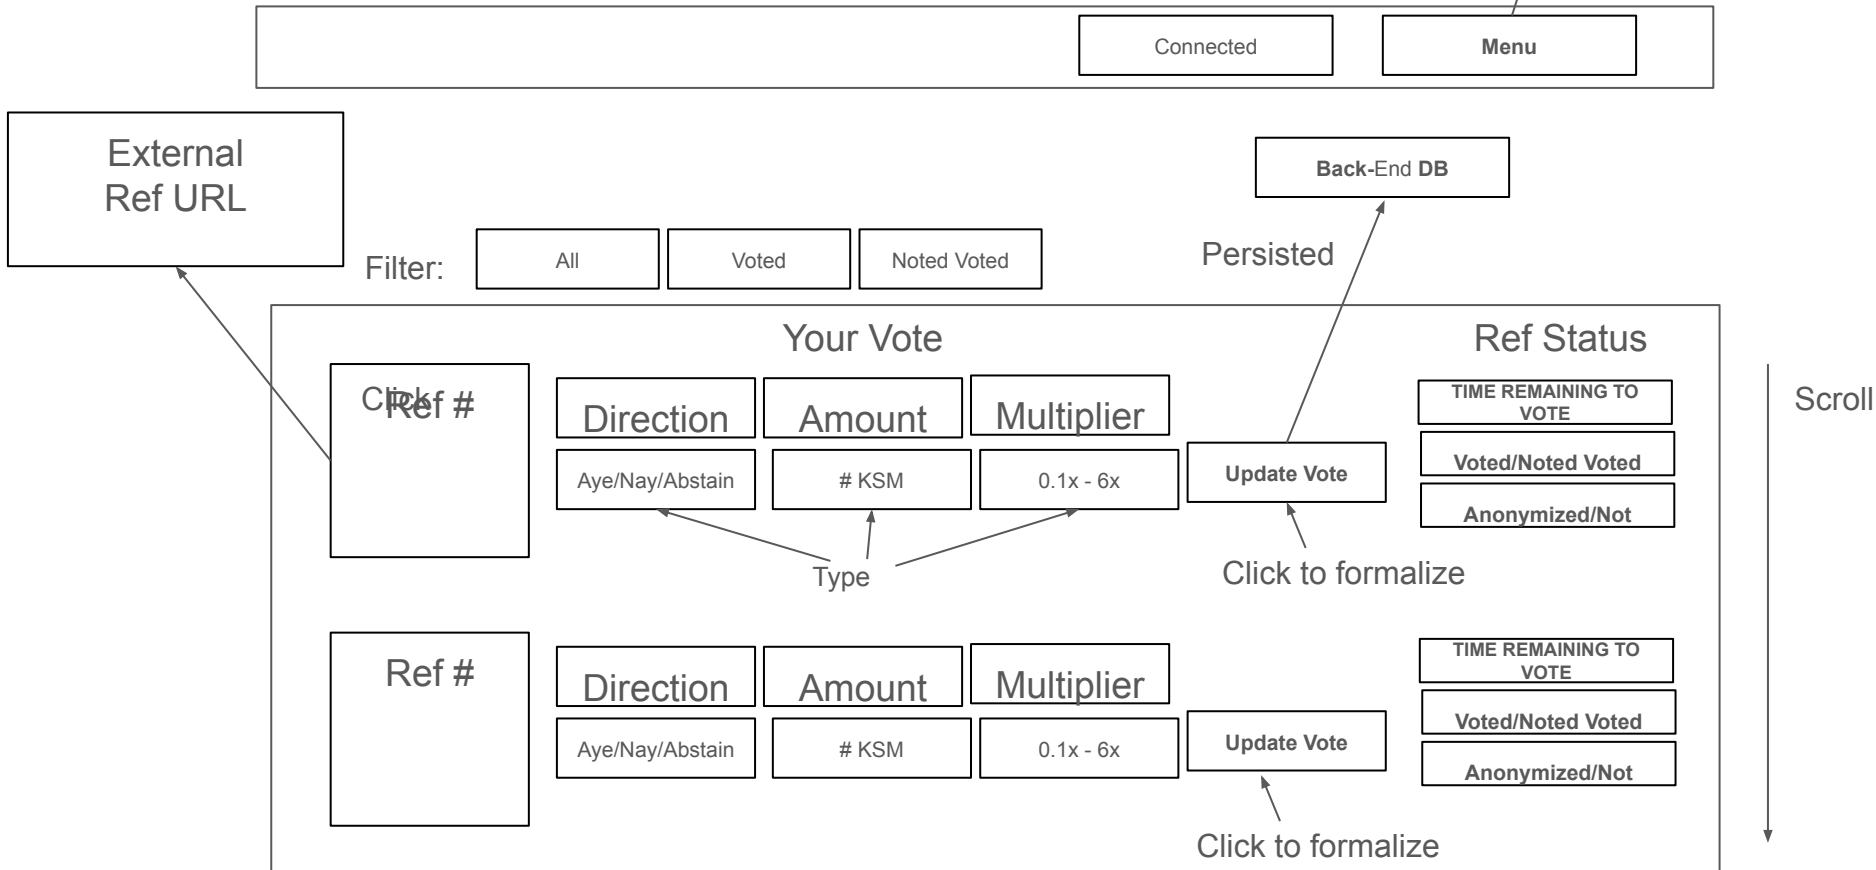 Connected
Menu
External
Ref URL
Back-End DB
Filter:
All
Voted
Noted Voted
Persisted
Your Vote
Ref Status
Click
Ref #
Direction
Amount
Multiplier
TIME REMAINING TO
VOTE
Scroll
Aye/Nay/Abstain
# KSM
0.1x - 6x
Update Vote
Voted/Noted Voted
Anonymized/Not
Type
Click to formalize
Ref #
Direction
Amount
Multiplier
TIME REMAINING TO
VOTE
Aye/Nay/Abstain
# KSM
0.1x - 6x
Update Vote
Voted/Noted Voted
Anonymized/Not
Click to formalize